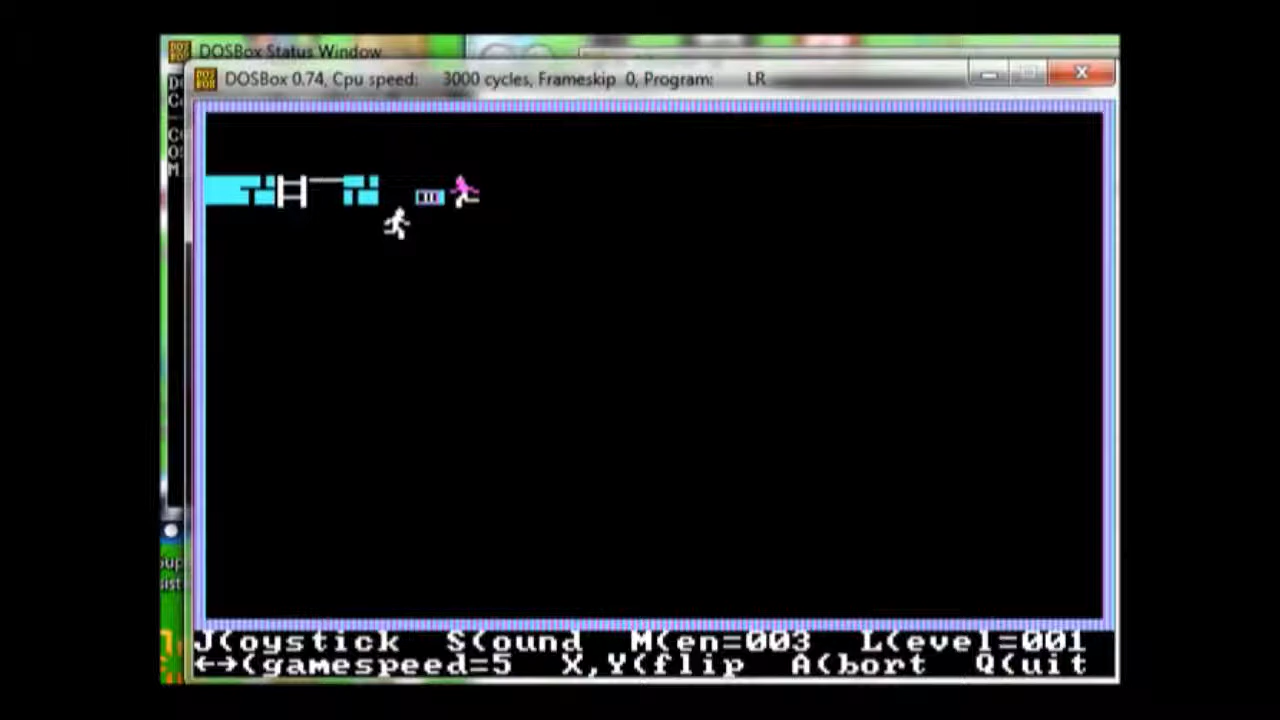 DOSBox Status Window
DOSBox 0.74, Cpu speed: 3000 cycles, Frameskip 0, Program: LR
J(oystick S(ound M(en=003 L(evel=001
←→(gamespeed=5 X,Y(flip A(bort Q(uit